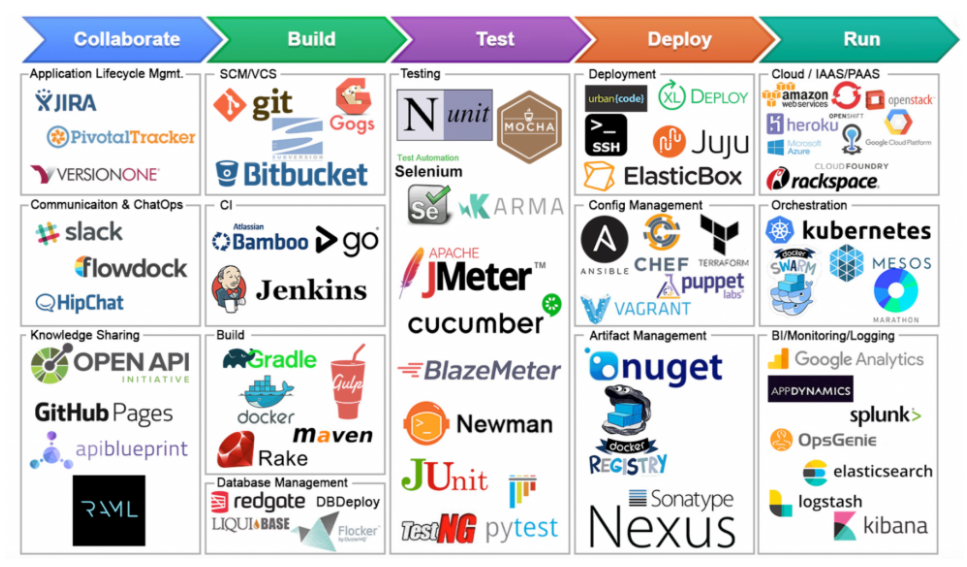 Collaborate
Build
Test
Deploy
Run
Application Lifecycle Mgmt.
JIRA
PivotalTracker
VERSIONONE
Communicaiton & ChatOps
slack
flowdock
HipChat
Knowledge Sharing
OPEN API
INITIATIVE
GitHub Pages
apiblueprint
RAML
SCM/VCS
git
Gogs
SUBVERSION
Bitbucket
CI
Atlassian
Bamboo
go
Jenkins
Build
Gradle
Gulp
docker
maven
Rake
Database Management
redgate
DBDeploy
LIQUIBASE
Flocker
by ClusterHQ
Testing
NUnit
MOCHA
Test Automation
Selenium
Se
KARMA
APACHE
JMeter™
cucumber
BlazeMeter
Newman
JUnit
TestNG
pytest
Deployment
urban{code}
XL DEPLOY
>_
SSH
Juju
ElasticBox
Config Management
ANSIBLE
CHEF
TERRAFORM
puppet
labs
VAGRANT
Artifact Management
nuget
docker
REGISTRY
Sonatype
Nexus
Cloud / IAAS/PAAS
amazon
webservices
OPENSHIFT
openstack
heroku
Google Cloud Platform
Microsoft
Azure
CLOUD FOUNDRY
rackspace
Orchestration
kubernetes
docker
SWARM
MESOS
MARATHON
BI/Monitoring/Logging
Google Analytics
APPDYNAMICS
splunk>
OpsGenie
elasticsearch
logstash
kibana